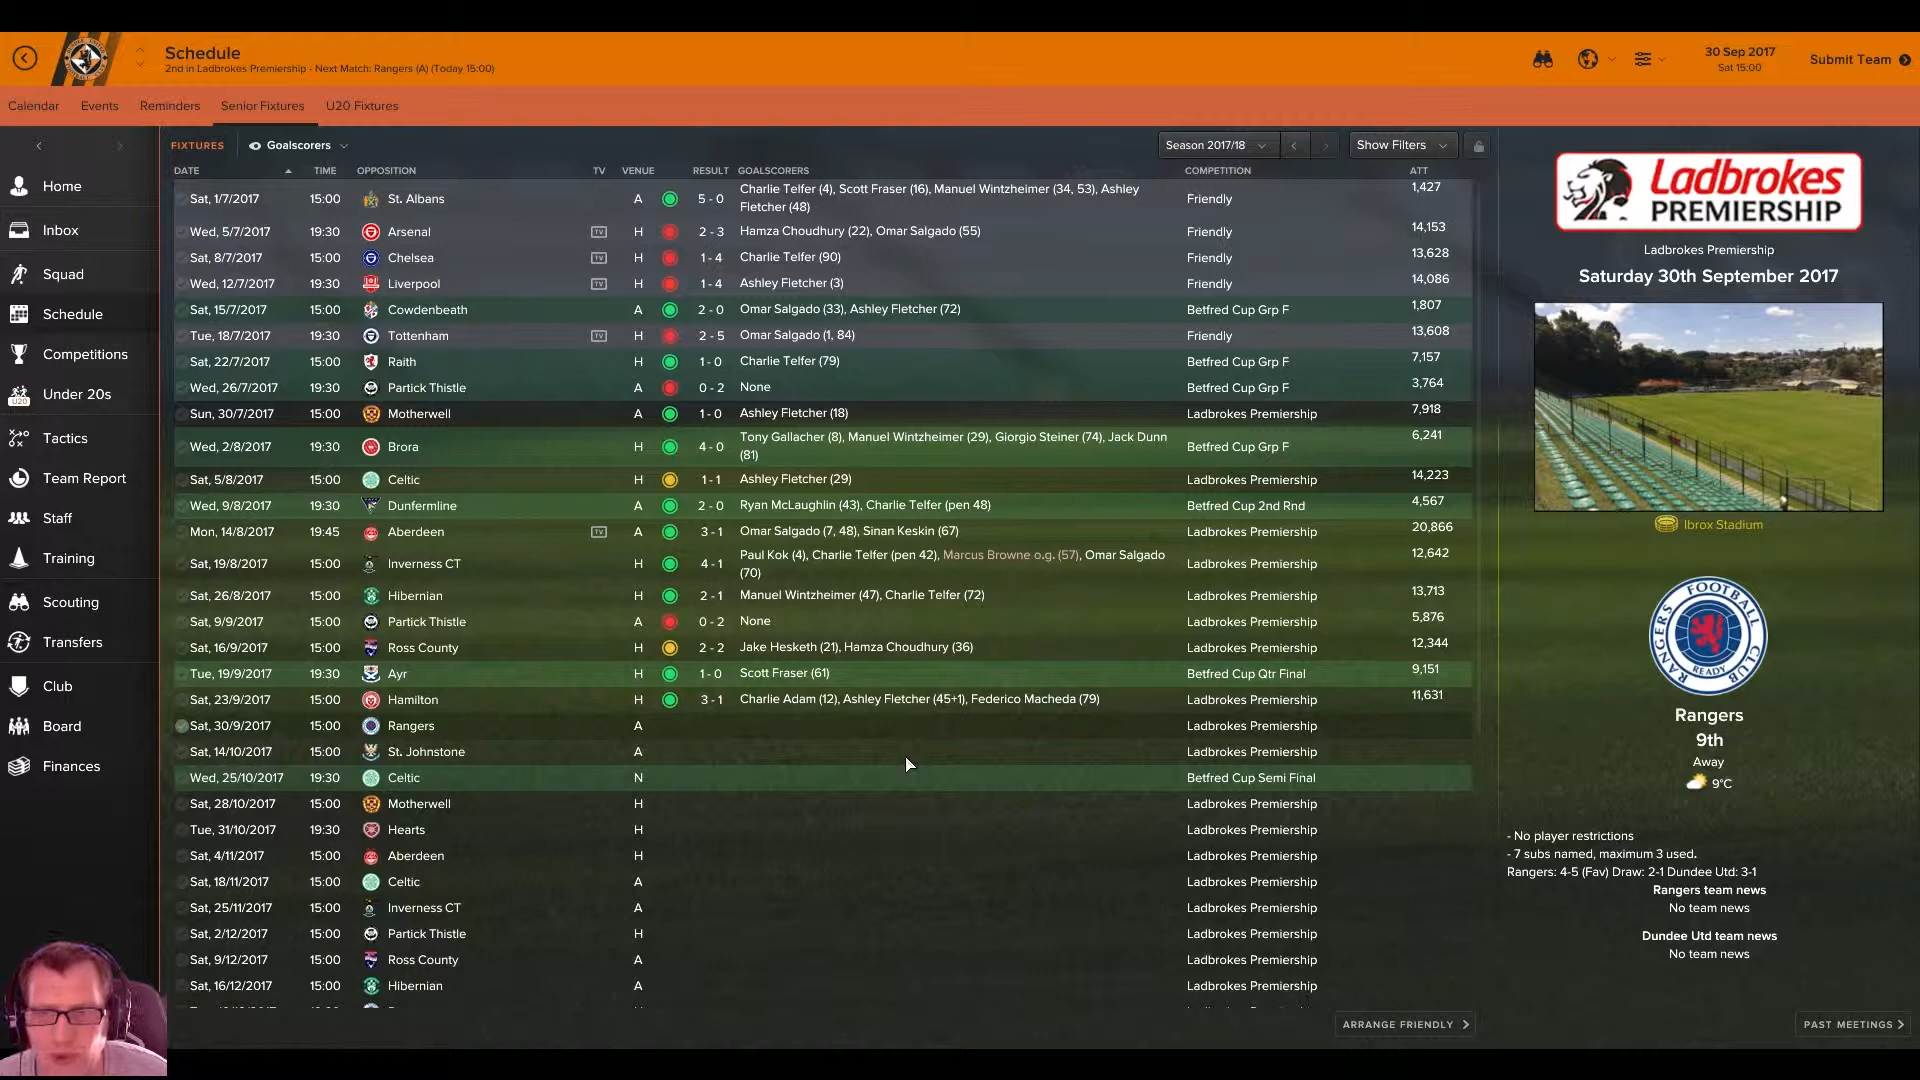 Schedule
2nd in Ladbrokes Premiership - Next Match: Rangers (A) (Today 15:00)
30 Sep 2017
Sat 15:00
Submit Team
Calendar Events Reminders Senior Fixtures U20 Fixtures
FIXTURES Goalscorers Season 2017/18 Show Filters
DATE TIME OPPOSITION TV VENUE RESULT GOALSCORERS COMPETITION ATT
Sat, 1/7/2017 15:00 St. Albans A 5 - 0 Charlie Telfer (4), Scott Fraser (16), Manuel Wintzheimer (34, 53), Ashley Friendly 1,427
Fletcher (48)
Wed, 5/7/2017 19:30 Arsenal TV H 2 - 3 Hamza Choudhury (22), Omar Salgado (55) Friendly 14,153
Sat, 8/7/2017 15:00 Chelsea TV H 1 - 4 Charlie Telfer (90) Friendly 13,628
Wed, 12/7/2017 19:30 Liverpool TV H 1 - 4 Ashley Fletcher (3) Friendly 14,086
Sat, 15/7/2017 15:00 Cowdenbeath A 2 - 0 Omar Salgado (33), Ashley Fletcher (72) Betfred Cup Grp F 1,807
Tue, 18/7/2017 19:30 Tottenham TV H 2 - 5 Omar Salgado (1, 84) Friendly 13,608
Sat, 22/7/2017 15:00 Raith H 1 - 0 Charlie Telfer (79) Betfred Cup Grp F 7,157
Wed, 26/7/2017 19:30 Partick Thistle A 0 - 2 None Betfred Cup Grp F 3,764
Sun, 30/7/2017 15:00 Motherwell A 1 - 0 Ashley Fletcher (18) Ladbrokes Premiership 7,918
Wed, 2/8/2017 19:30 Brora H 4 - 0 Tony Gallacher (8), Manuel Wintzheimer (29), Giorgio Steiner (74), Jack Dunn Betfred Cup Grp F 6,241
(81)
Sat, 5/8/2017 15:00 Celtic H 1 - 1 Ashley Fletcher (29) Ladbrokes Premiership 14,223
Wed, 9/8/2017 19:30 Dunfermline A 2 - 0 Ryan McLaughlin (43), Charlie Telfer (pen 48) Betfred Cup 2nd Rnd 4,567
Mon, 14/8/2017 19:45 Aberdeen TV A 3 - 1 Omar Salgado (7, 48), Sinan Keskin (67) Ladbrokes Premiership 20,866
Sat, 19/8/2017 15:00 Inverness CT H 4 - 1 Paul Kok (4), Charlie Telfer (pen 42), Marcus Browne o.g. (57), Omar Salgado Ladbrokes Premiership 12,642
(70)
Sat, 26/8/2017 15:00 Hibernian H 2 - 1 Manuel Wintzheimer (47), Charlie Telfer (72) Ladbrokes Premiership 13,713
Sat, 9/9/2017 15:00 Partick Thistle A 0 - 2 None Ladbrokes Premiership 5,876
Sat, 16/9/2017 15:00 Ross County H 2 - 2 Jake Hesketh (21), Hamza Choudhury (36) Ladbrokes Premiership 12,344
Tue, 19/9/2017 19:30 Ayr H 1 - 0 Scott Fraser (61) Betfred Cup Qtr Final 9,151
Sat, 23/9/2017 15:00 Hamilton H 3 - 1 Charlie Adam (12), Ashley Fletcher (45+1), Federico Macheda (79) Ladbrokes Premiership 11,631
Sat, 30/9/2017 15:00 Rangers A Ladbrokes Premiership
Sat, 14/10/2017 15:00 St. Johnstone A Ladbrokes Premiership
Wed, 25/10/2017 19:30 Celtic N Betfred Cup Semi Final
Sat, 28/10/2017 15:00 Motherwell H Ladbrokes Premiership
Tue, 31/10/2017 19:30 Hearts H Ladbrokes Premiership
Sat, 4/11/2017 15:00 Aberdeen H Ladbrokes Premiership
Sat, 18/11/2017 15:00 Celtic A Ladbrokes Premiership
Sat, 25/11/2017 15:00 Inverness CT A Ladbrokes Premiership
Sat, 2/12/2017 15:00 Partick Thistle H Ladbrokes Premiership
Sat, 9/12/2017 15:00 Ross County A Ladbrokes Premiership
Sat, 16/12/2017 15:00 Hibernian A Ladbrokes Premiership
ARRANGE FRIENDLY
Home
Inbox
Squad
Schedule
Competitions
U20 Under 20s
Tactics
Team Report
Staff
Training
Scouting
Transfers
Club
Board
Finances
Ladbrokes
PREMIERSHIP
Ladbrokes Premiership
Saturday 30th September 2017
Ibrox Stadium
RANGERS FOOTBALL CLUB
READY
Rangers
9th
Away
9°C
- No player restrictions
- 7 subs named, maximum 3 used.
Rangers: 4-5 (Fav) Draw: 2-1 Dundee Utd: 3-1
Rangers team news
No team news
Dundee Utd team news
No team news
PAST MEETINGS